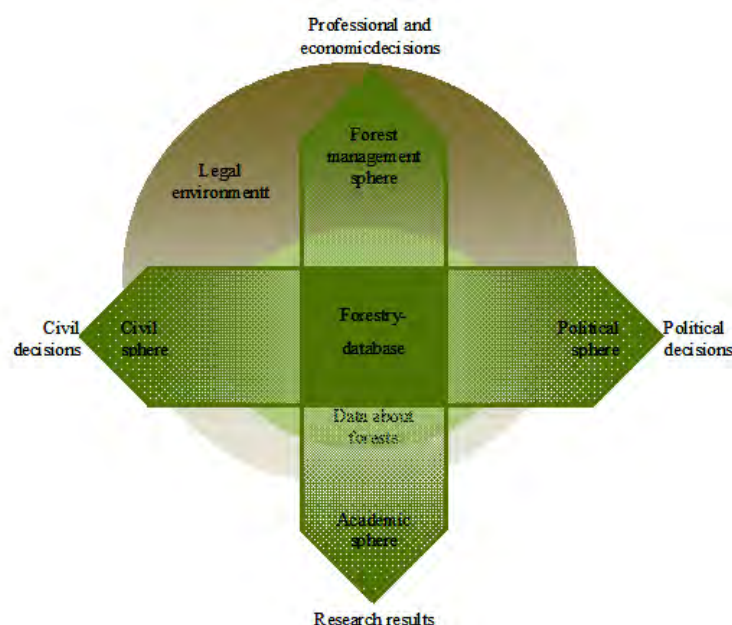 Professional and
economicdecisions
Forest
management
sphere
Legal
environmentt
Civil
decisions
Civil
sphere
Forestry-
database
Political
sphere
Political
decisions
Data about
forests
Academic
sphere
Research results